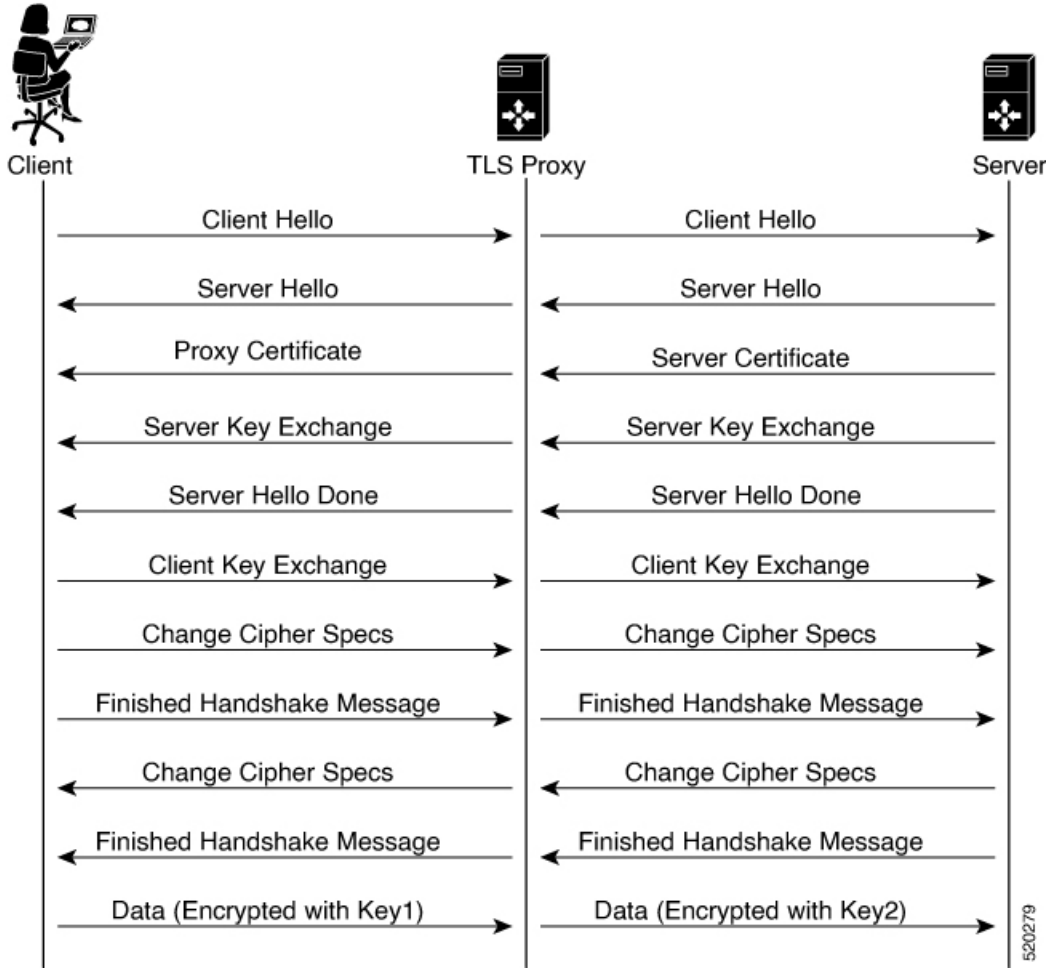 Client
TLS Proxy
Server
Client Hello
Client Hello
Server Hello
Server Hello
Proxy Certificate
Server Certificate
Server Key Exchange
Server Key Exchange
Server Hello Done
Server Hello Done
Client Key Exchange
Client Key Exchange
Change Cipher Specs
Change Cipher Specs
Finished Handshake Message
Finished Handshake Message
Change Cipher Specs
Change Cipher Specs
Finished Handshake Message
Finished Handshake Message
Data (Encrypted with Key1)
Data (Encrypted with Key2)
520279